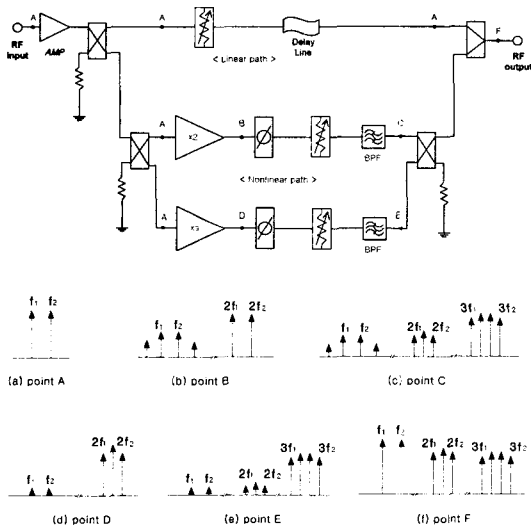 A
A
A
F
RF
Input
AMP
Delay
Line
RF
output
< Linear path >
A
X2
B
C
BPF
< Nonlinear path >
A
X3
D
E
BPF
f₁ f₂
f₁ f₂
2f₁ 2f₂
f₁ f₂
2f₁ 2f₂
3f₁ 3f₂
(a) point A
(b) point B
(c) point C
f₁ f₂
2f₁ 2f₂
f₁ f₂
2f₁ 2f₂
3f₁ 3f₂
f₁ f₂
2f₁ 2f₂
3f₁ 3f₂
(d) point D
(e) point E
(f) point F